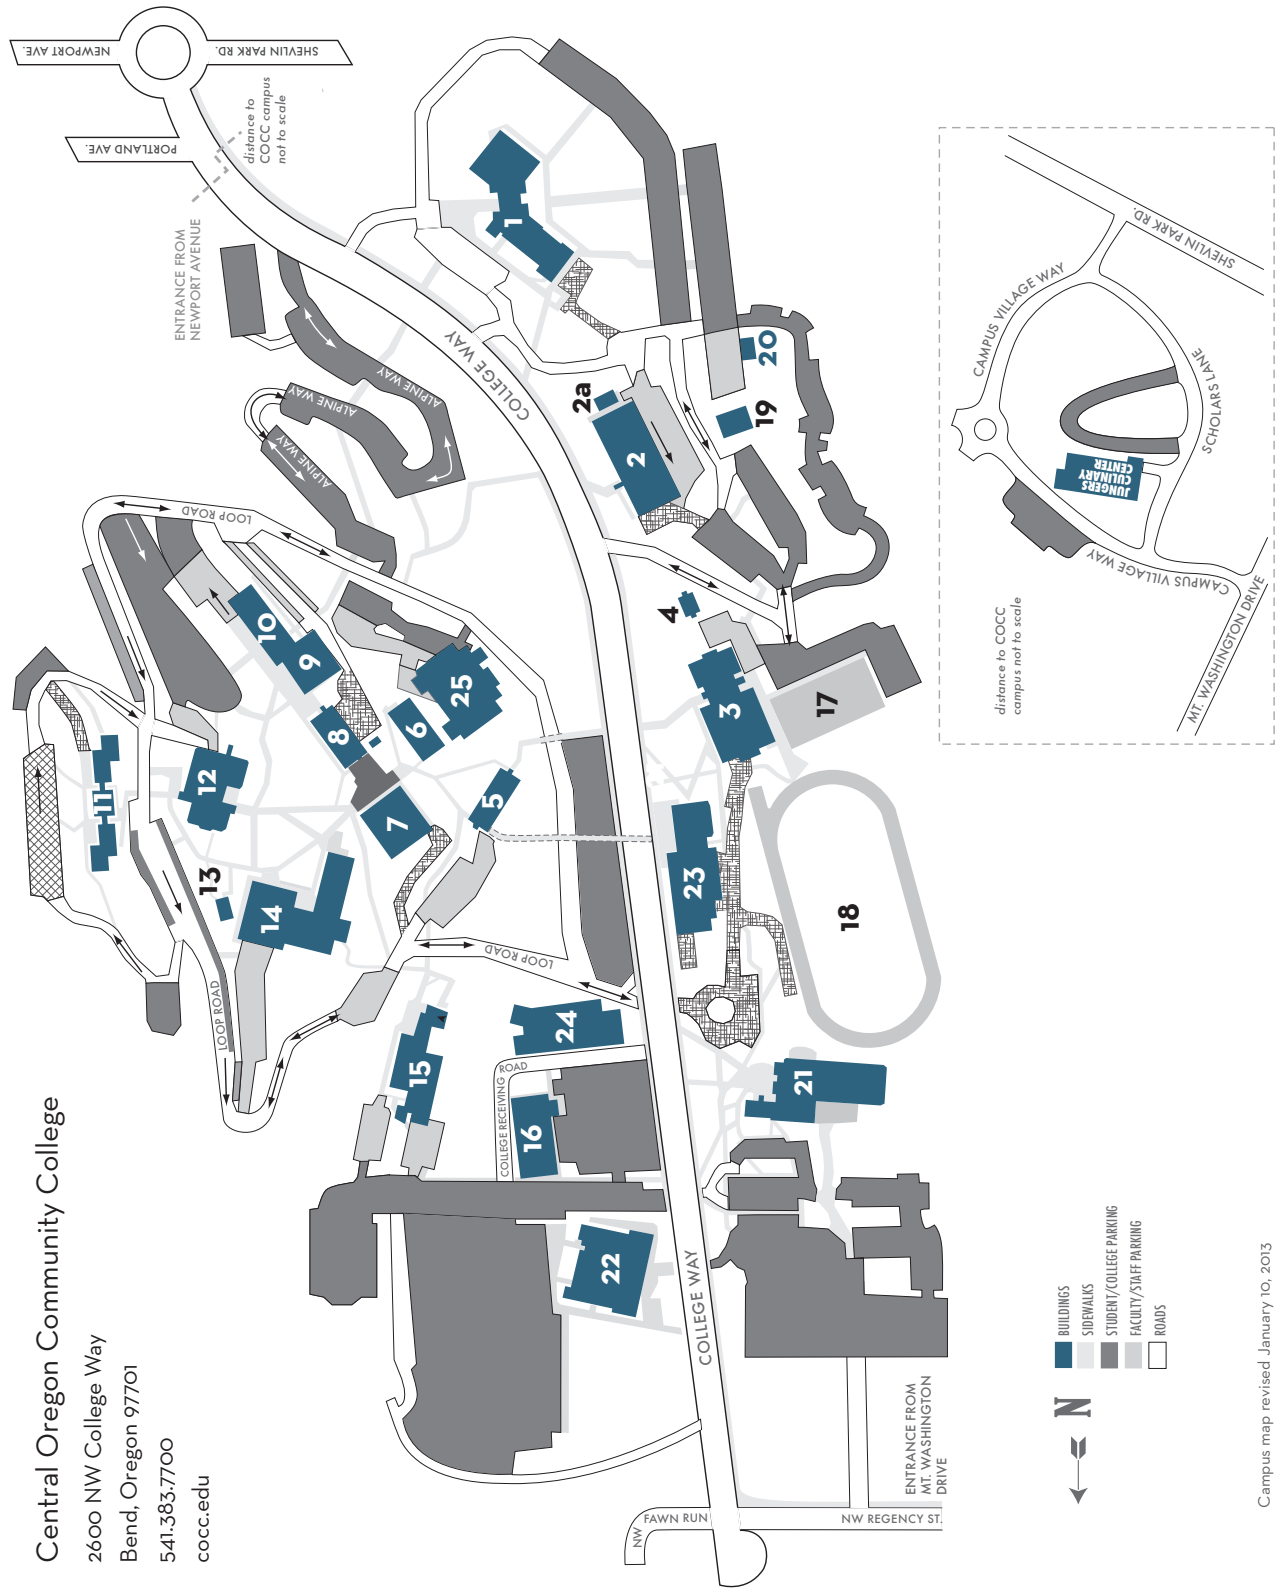 Central Oregon Community College
2600 NW College Way
Bend, Oregon 97701
541.383.7700
cocc.edu
NEWPORT AVE.
SHEVLIN PARK RD.
PORTLAND AVE.
distance to
COCC campus
not to scale
ENTRANCE FROM
NEWPORT AVENUE
COLLEGE WAY
ALPINE WAY
ALPINE WAY
ALPINE WAY
LOOP ROAD
LOOP ROAD
LOOP ROAD
COLLEGE RECEIVING ROAD
COLLEGE WAY
1
2a
2
20
19
4
3
17
10
9
8
25
6
5
7
11
12
13
14
23
18
15
24
16
21
22
ENTRANCE FROM
MT. WASHINGTON
DRIVE
NW FAWN RUN
NW REGENCY ST.
CAMPUS VILLAGE WAY
SHEVLIN PARK RD.
SCHOLARS LANE
JUNGERS
CULINARY
CENTER
CAMPUS VILLAGE WAY
MT. WASHINGTON DRIVE
distance to COCC
campus not to scale
N
BUILDINGS
SIDEWALKS
STUDENT/COLLEGE PARKING
FACULTY/STAFF PARKING
ROADS
Campus map revised January 10, 2013